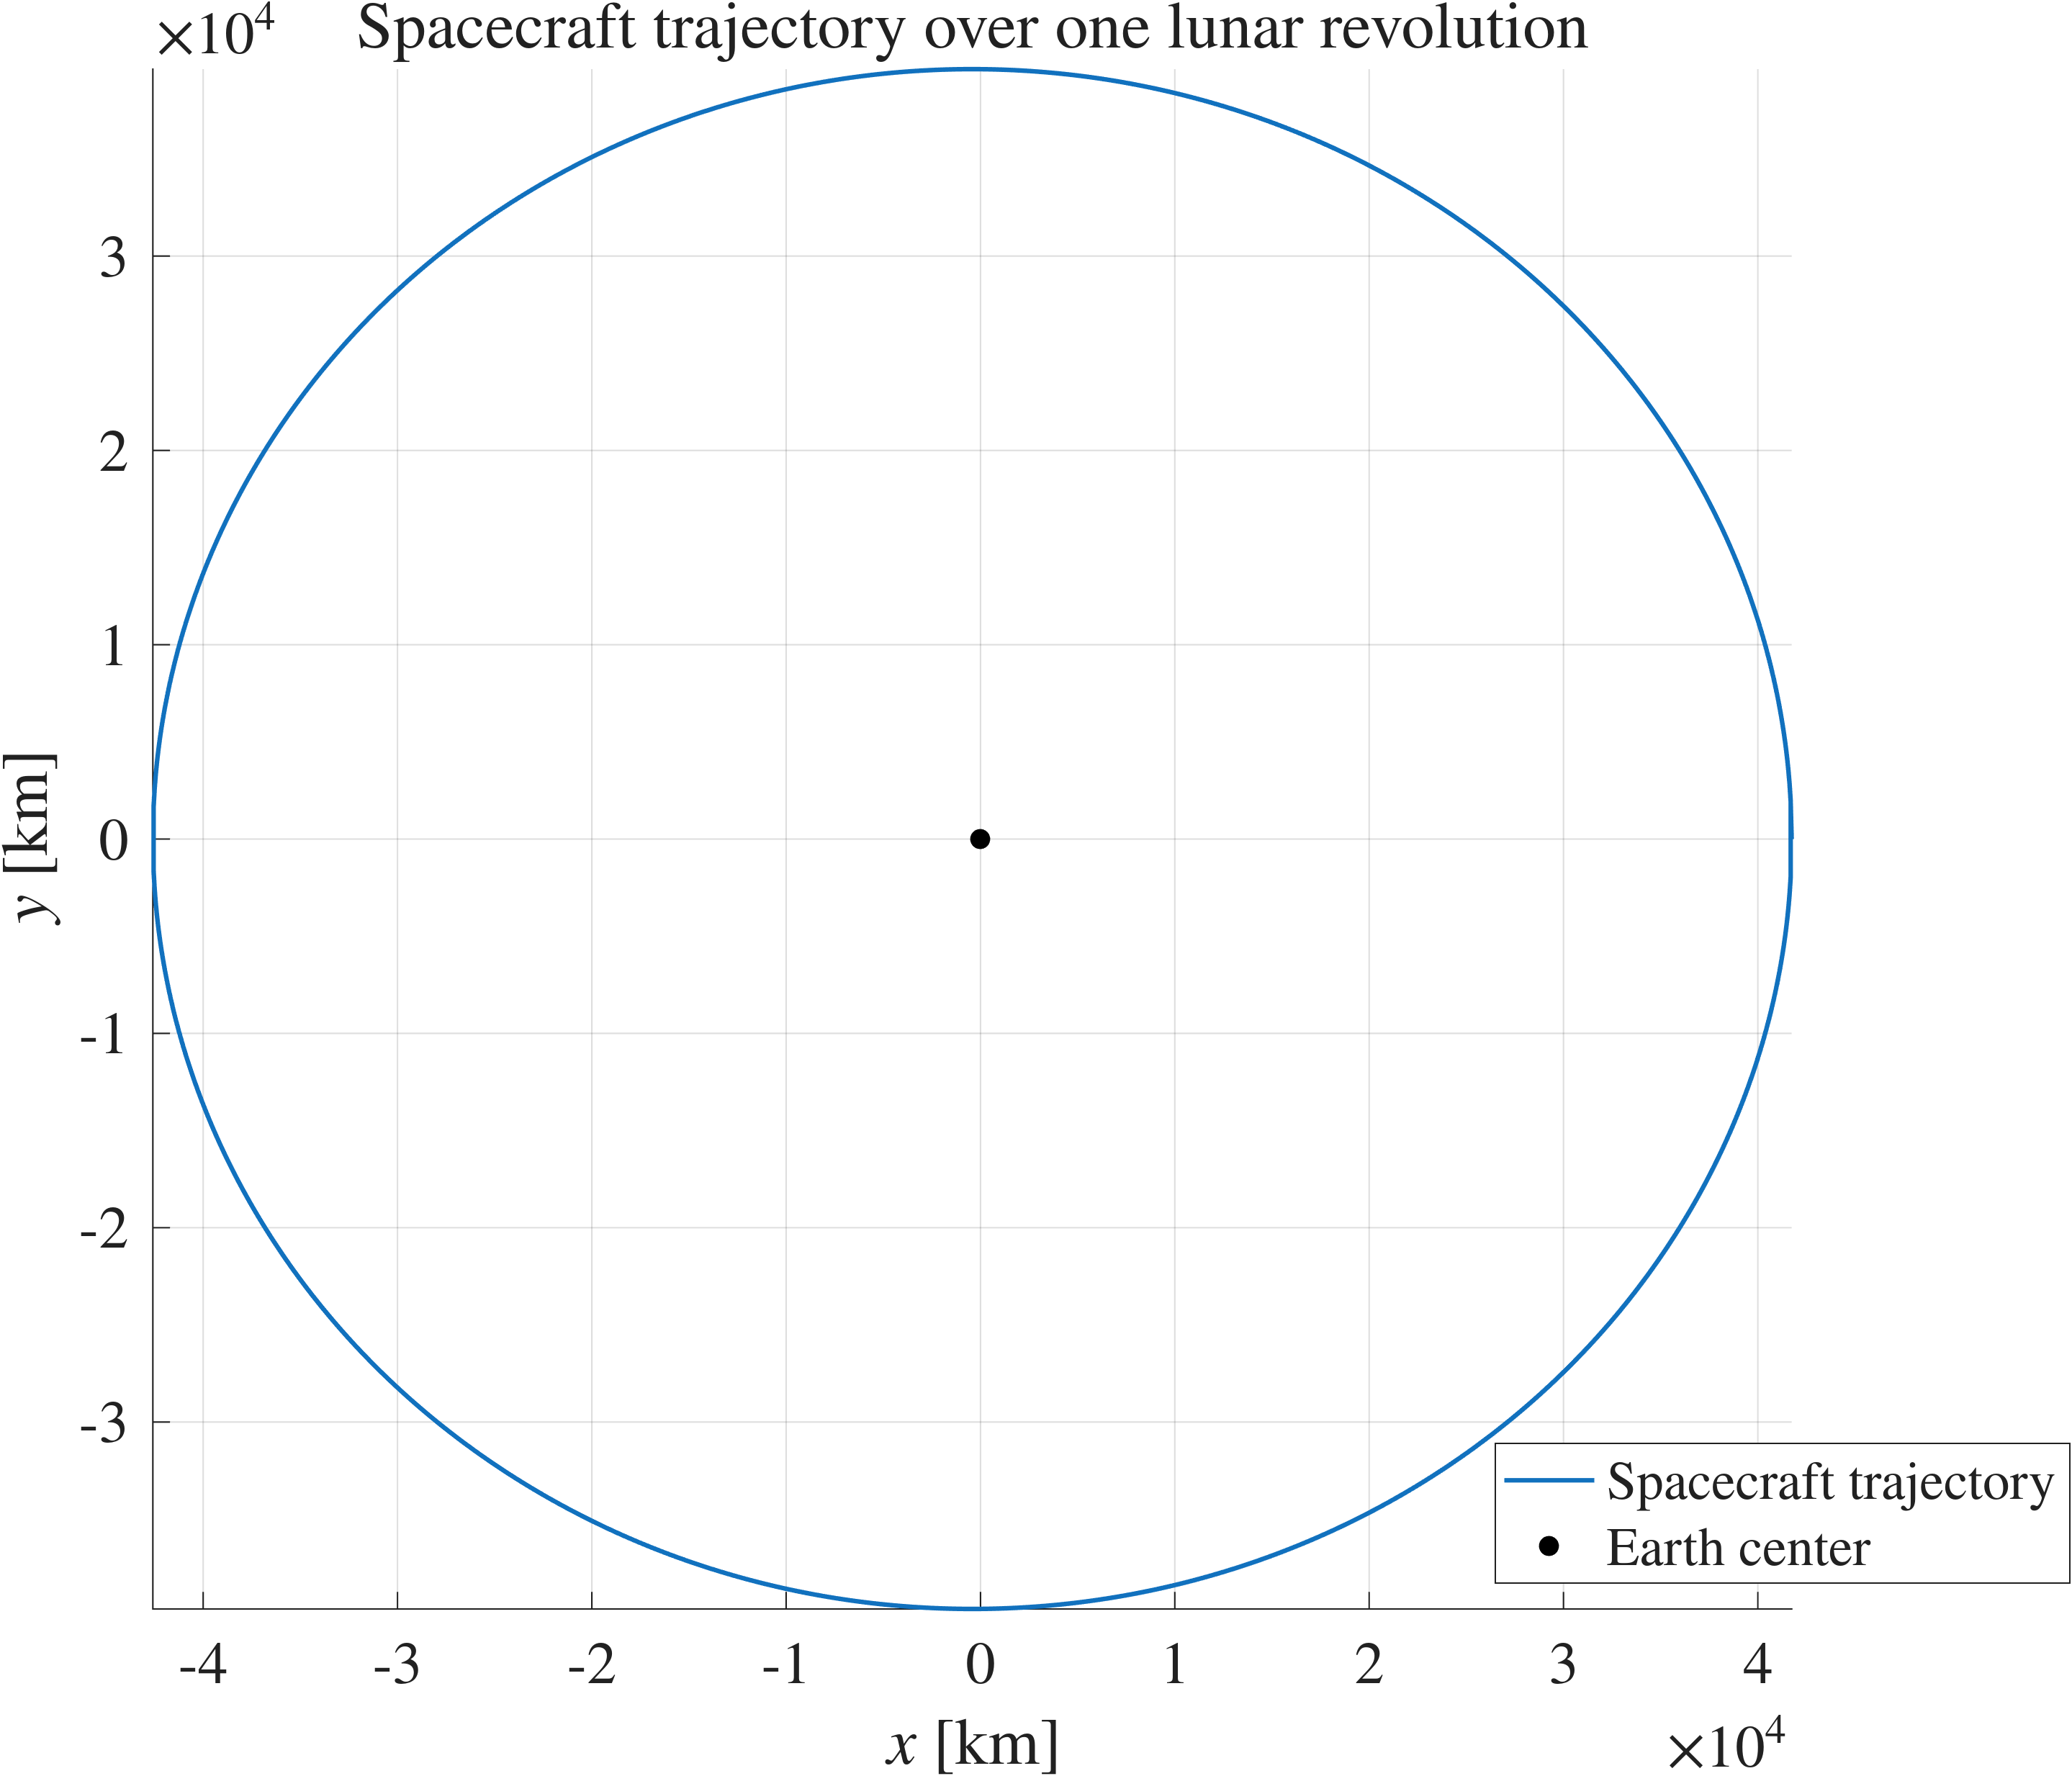 ×10⁴
Spacecraft trajectory over one lunar revolution
3
2
1
0
-1
-2
-3
y [km]
Spacecraft trajectory
Earth center
-4 -3 -2 -1 0 1 2 3 4
x [km]
×10⁴